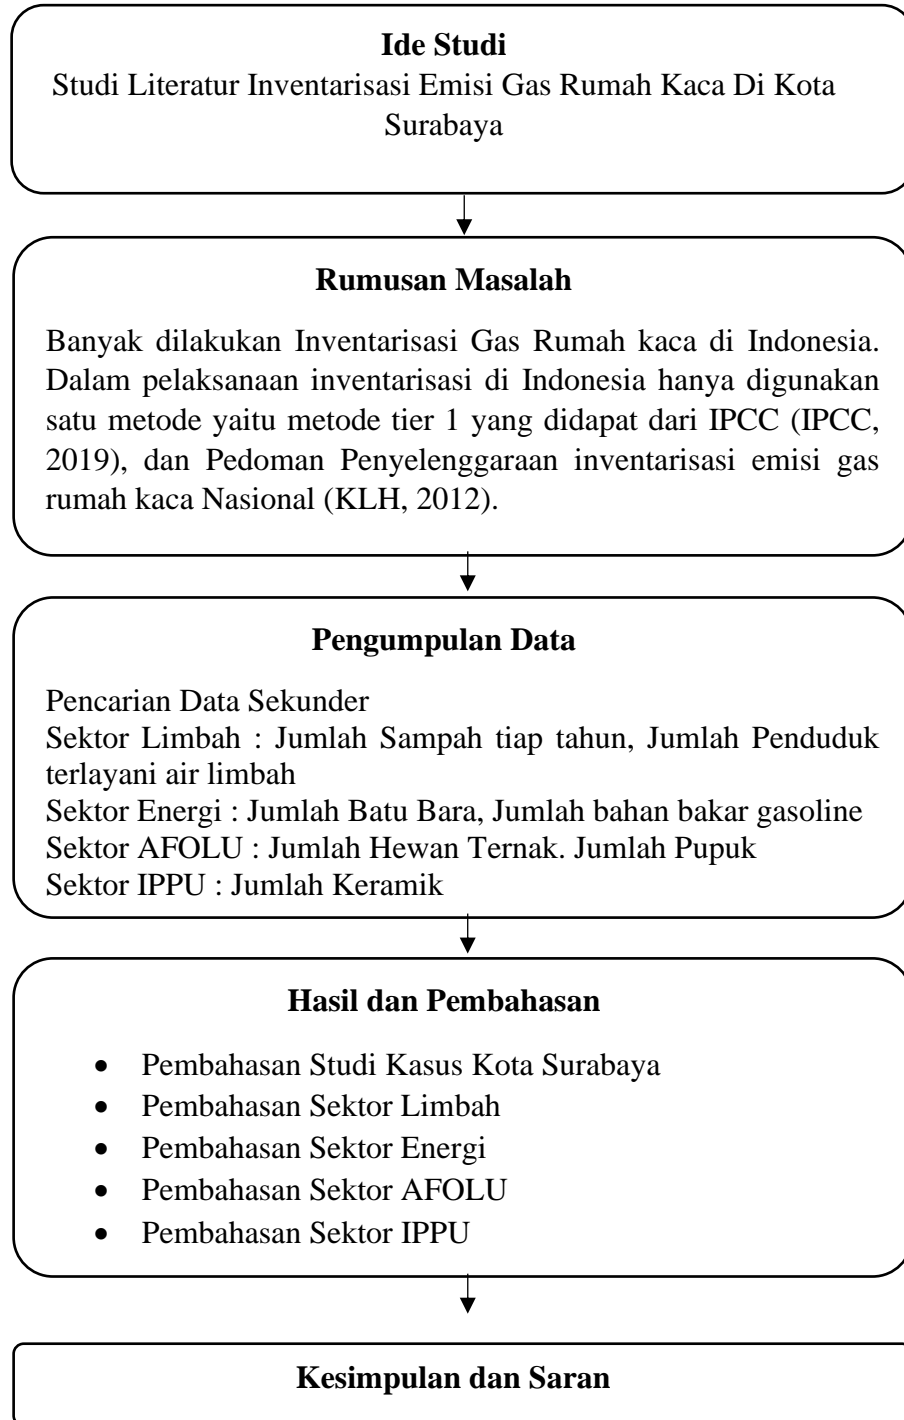 Ide Studi
Studi Literatur Inventarisasi Emisi Gas Rumah Kaca Di Kota
Surabaya
Rumusan Masalah
Banyak dilakukan Inventarisasi Gas Rumah kaca di Indonesia.
Dalam pelaksanaan inventarisasi di Indonesia hanya digunakan
satu metode yaitu metode tier 1 yang didapat dari IPCC (IPCC,
2019), dan Pedoman Penyelenggaraan inventarisasi emisi gas
rumah kaca Nasional (KLH, 2012).
Pengumpulan Data
Pencarian Data Sekunder
Sektor Limbah : Jumlah Sampah tiap tahun, Jumlah Penduduk
terlayani air limbah
Sektor Energi : Jumlah Batu Bara, Jumlah bahan bakar gasoline
Sektor AFOLU : Jumlah Hewan Ternak. Jumlah Pupuk
Sektor IPPU : Jumlah Keramik
Hasil dan Pembahasan
• Pembahasan Studi Kasus Kota Surabaya
• Pembahasan Sektor Limbah
• Pembahasan Sektor Energi
• Pembahasan Sektor AFOLU
• Pembahasan Sektor IPPU
Kesimpulan dan Saran